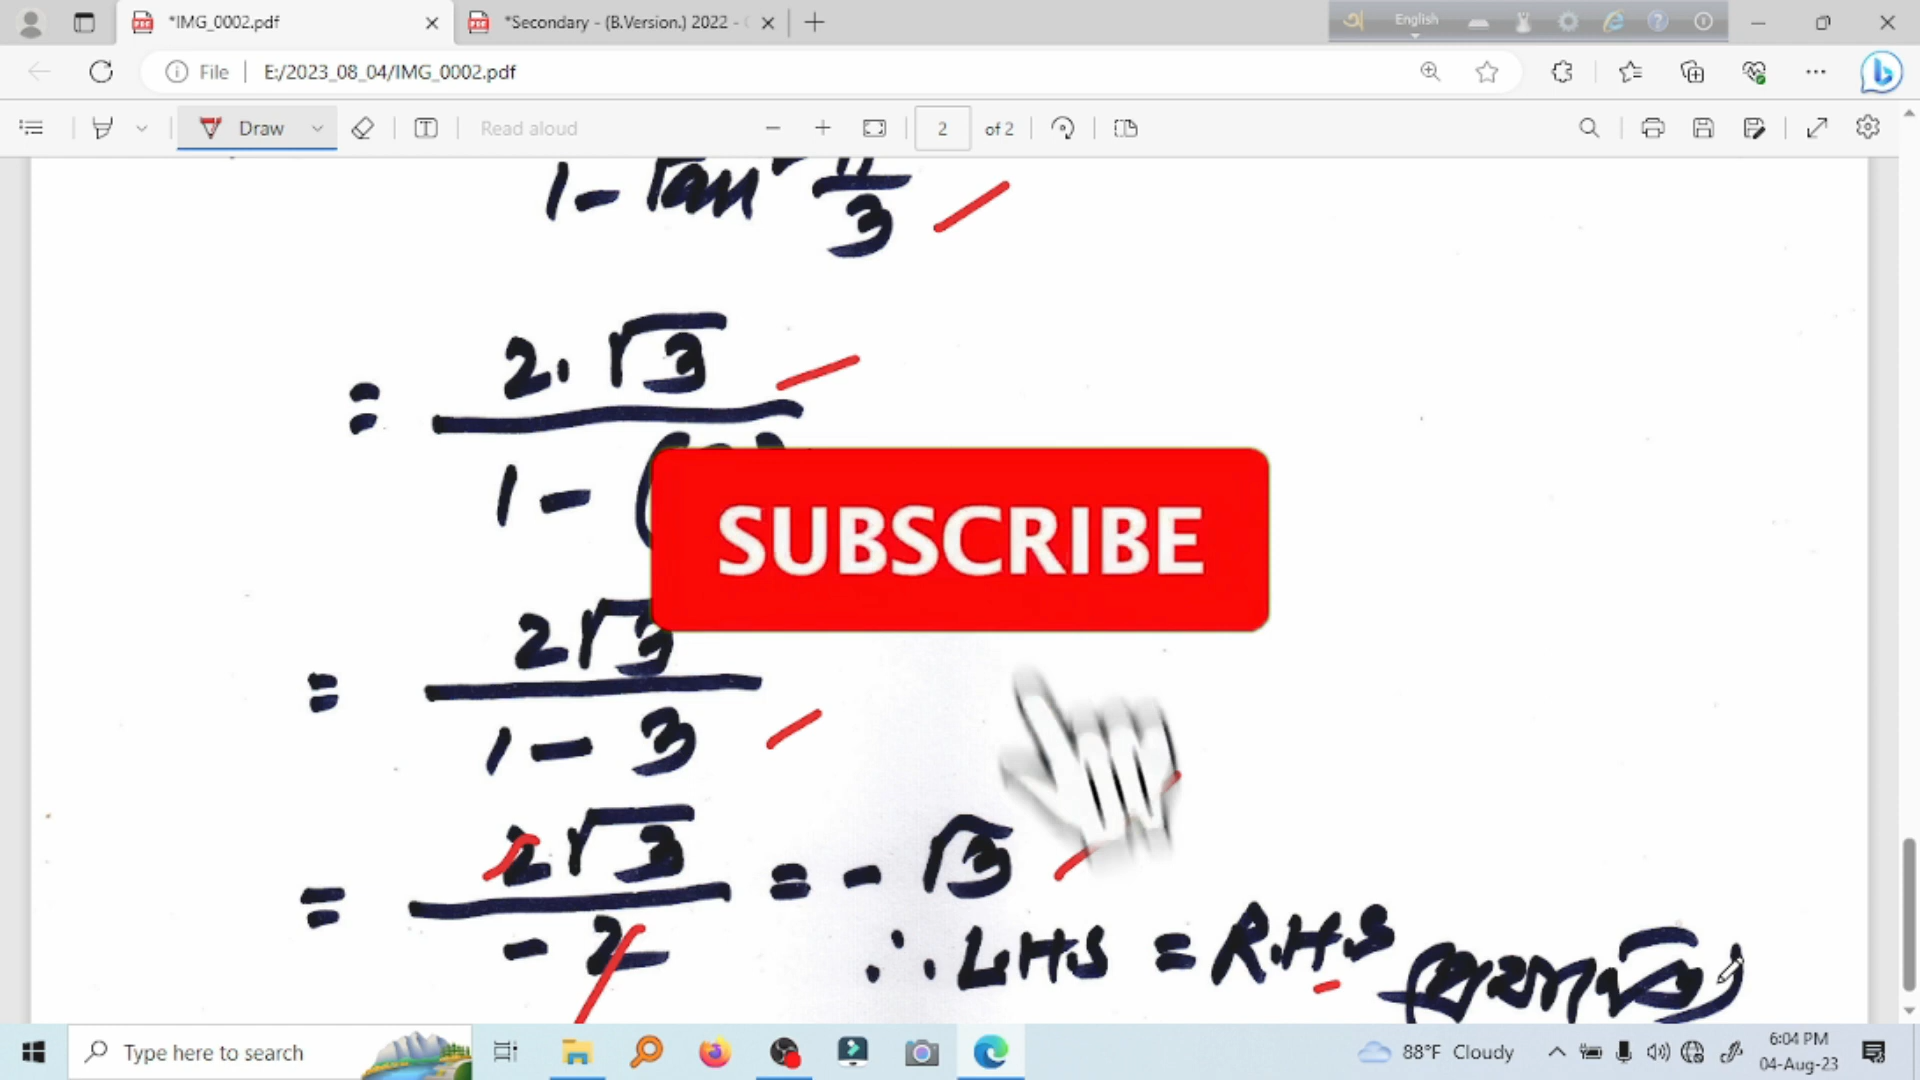 *IMG_0002.pdf
*Secondary - (B.Version.) 2022 -
English
File
E:/2023_08_04/IMG_0002.pdf
Draw
Read aloud
2 of 2
1 - Tan² π/3
= 2·√3
1 - (
SUBSCRIBE
= 2√3
1 - 3
= 2√3 = - √3
- 2
∴ LHS = R.H.S
Type here to search
88°F Cloudy
6:04 PM
04-Aug-23